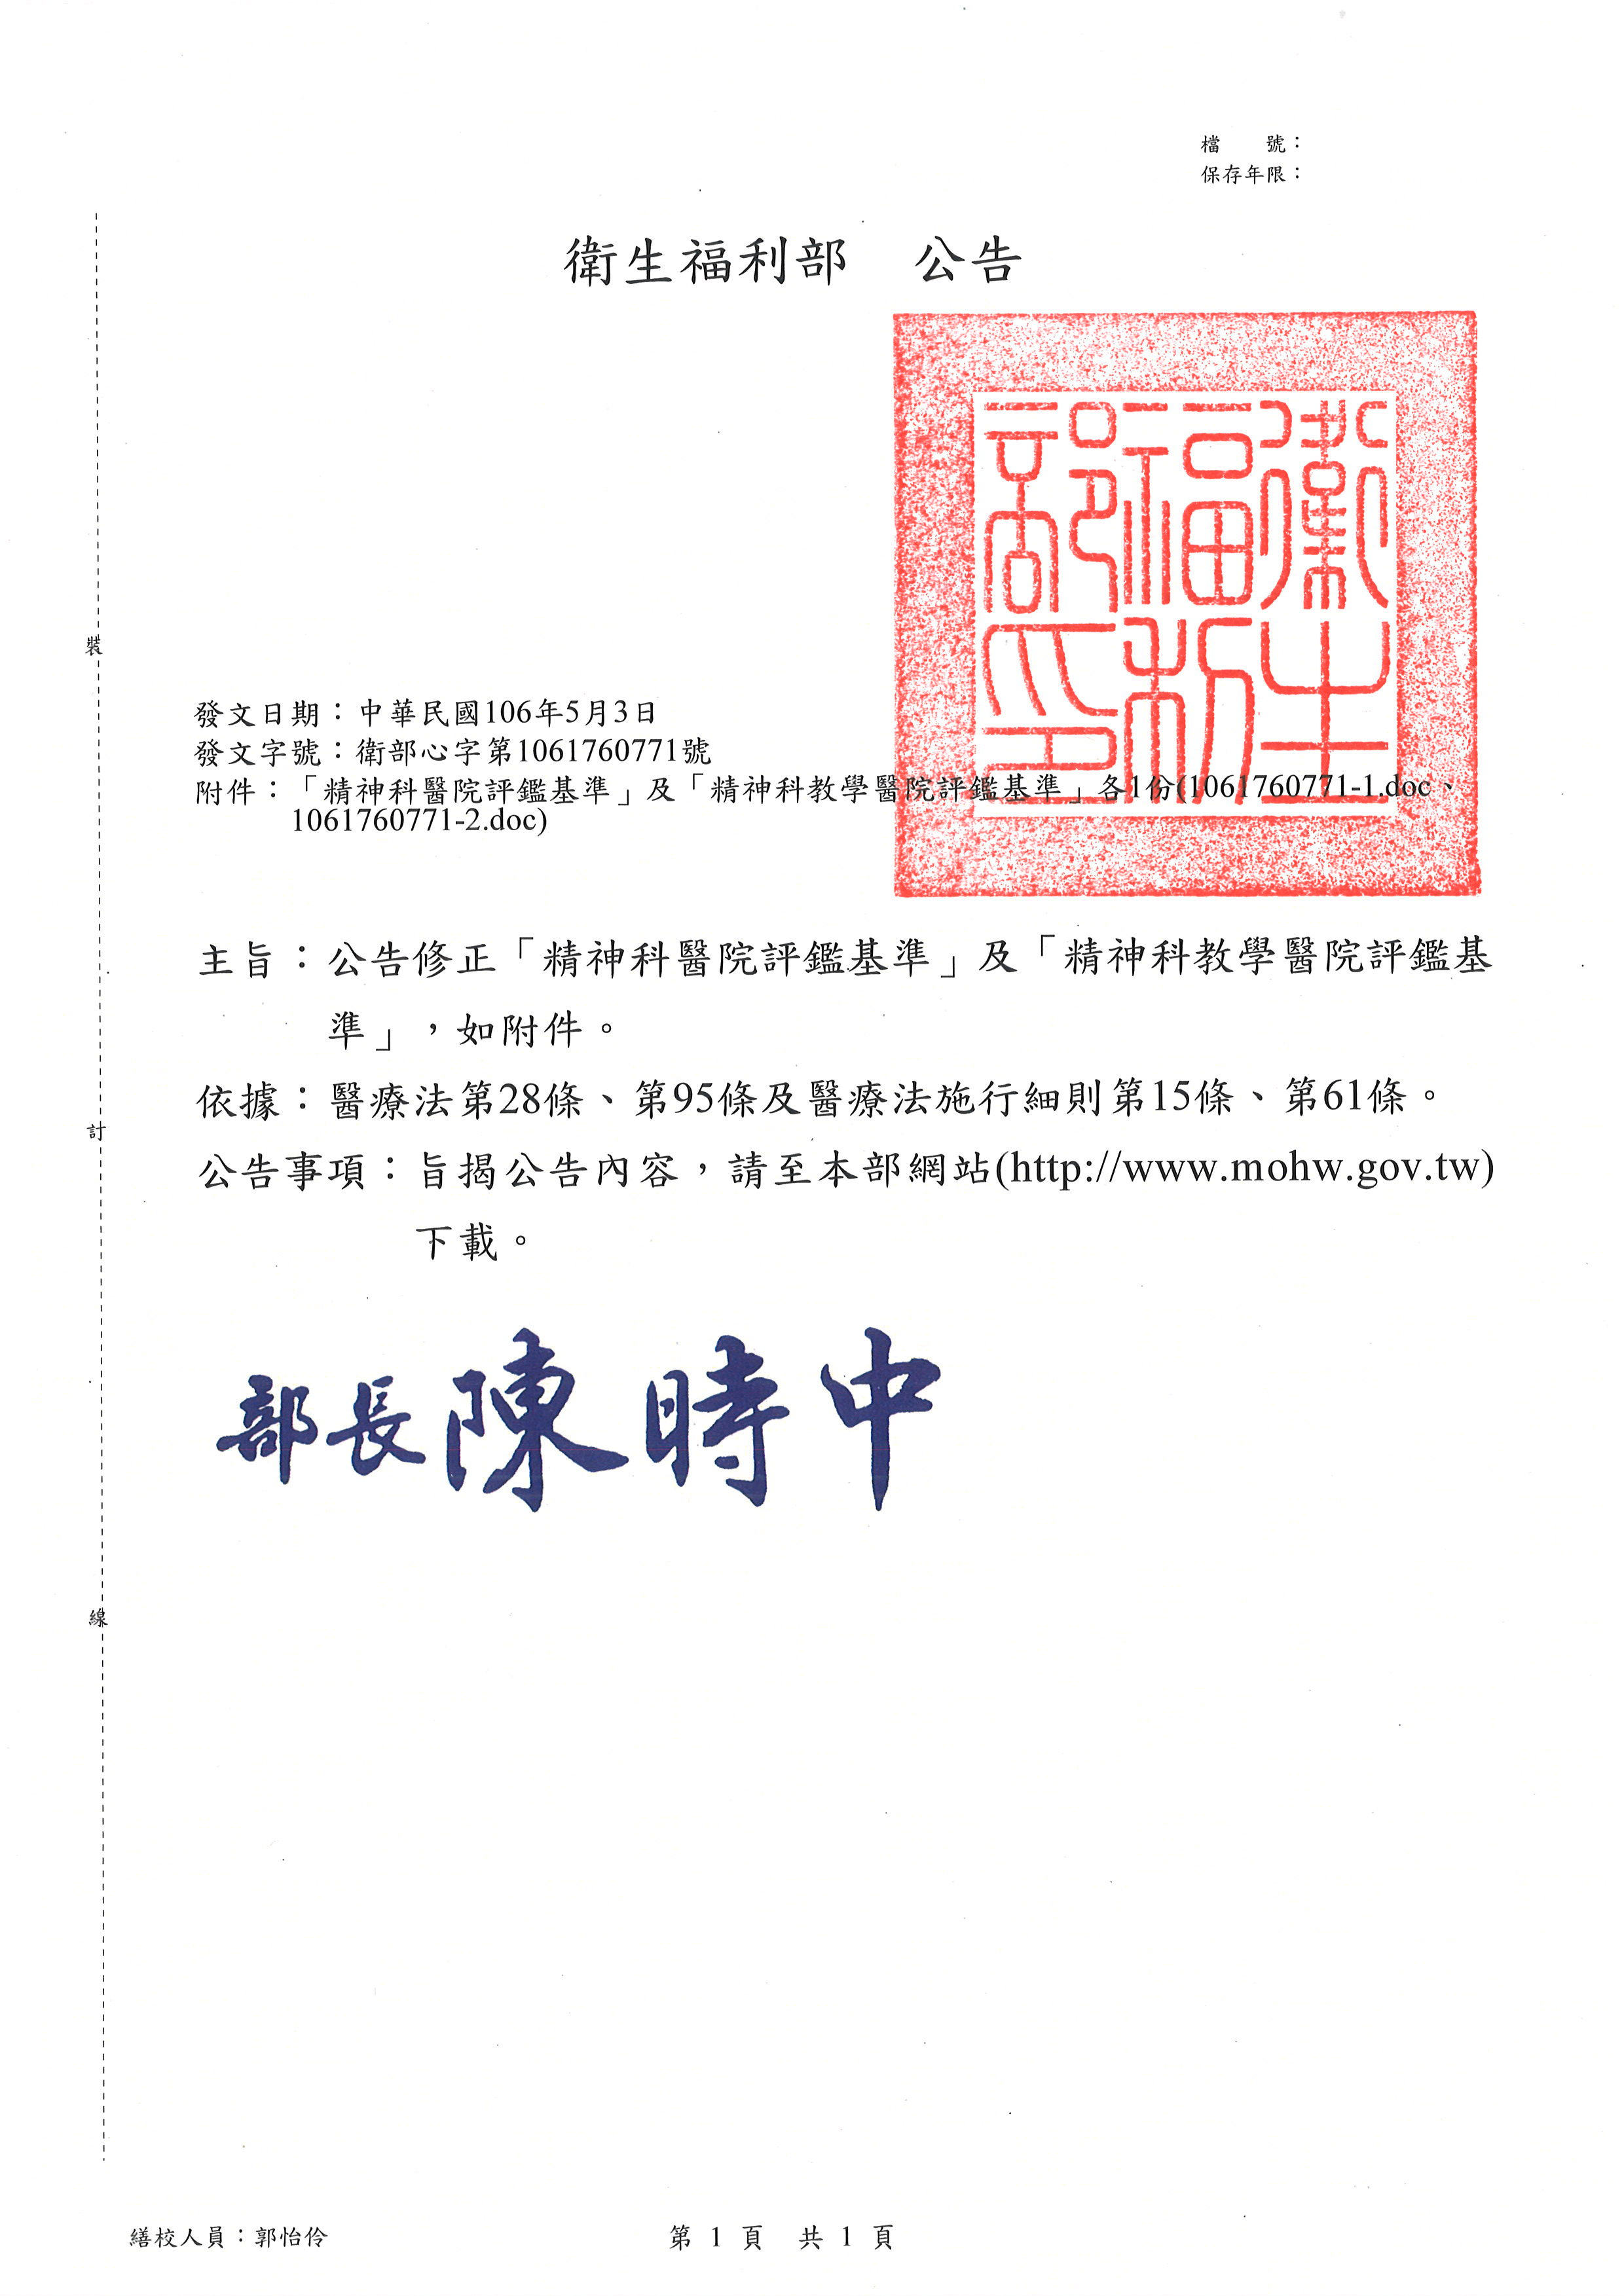 檔　　號：
保存年限：
衛生福利部　公告
衛生福利部印
發文日期：中華民國106年5月3日
發文字號：衛部心字第1061760771號
附件：「精神科醫院評鑑基準」及「精神科教學醫院評鑑基準」各1份(1061760771-1.doc、
1061760771-2.doc)
主旨：公告修正「精神科醫院評鑑基準」及「精神科教學醫院評鑑基
準」，如附件。
依據：醫療法第28條、第95條及醫療法施行細則第15條、第61條。
公告事項：旨揭公告內容，請至本部網站(http://www.mohw.gov.tw)
下載。
部長陳時中
裝
訂
線
繕校人員：郭怡伶
第 1 頁　共 1 頁